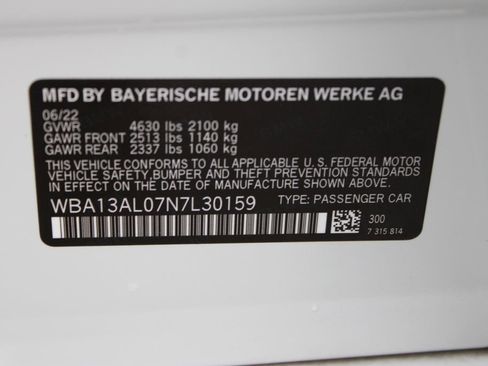 MFD BY BAYERISCHE MOTOREN WERKE AG
06/22
GVWR 4630 lbs 2100 kg
GAWR FRONT 2513 lbs 1140 kg
GAWR REAR 2337 lbs 1060 kg
THIS VEHICLE CONFORMS TO ALL APPLICABLE U. S. FEDERAL MOTOR
VEHICLE SAFETY, BUMPER AND THEFT PREVENTION STANDARDS
IN EFFECT ON THE DATE OF MANUFACTURE SHOWN ABOVE.
WBA13AL07N7L30159 TYPE: PASSENGER CAR
300
7 315 814